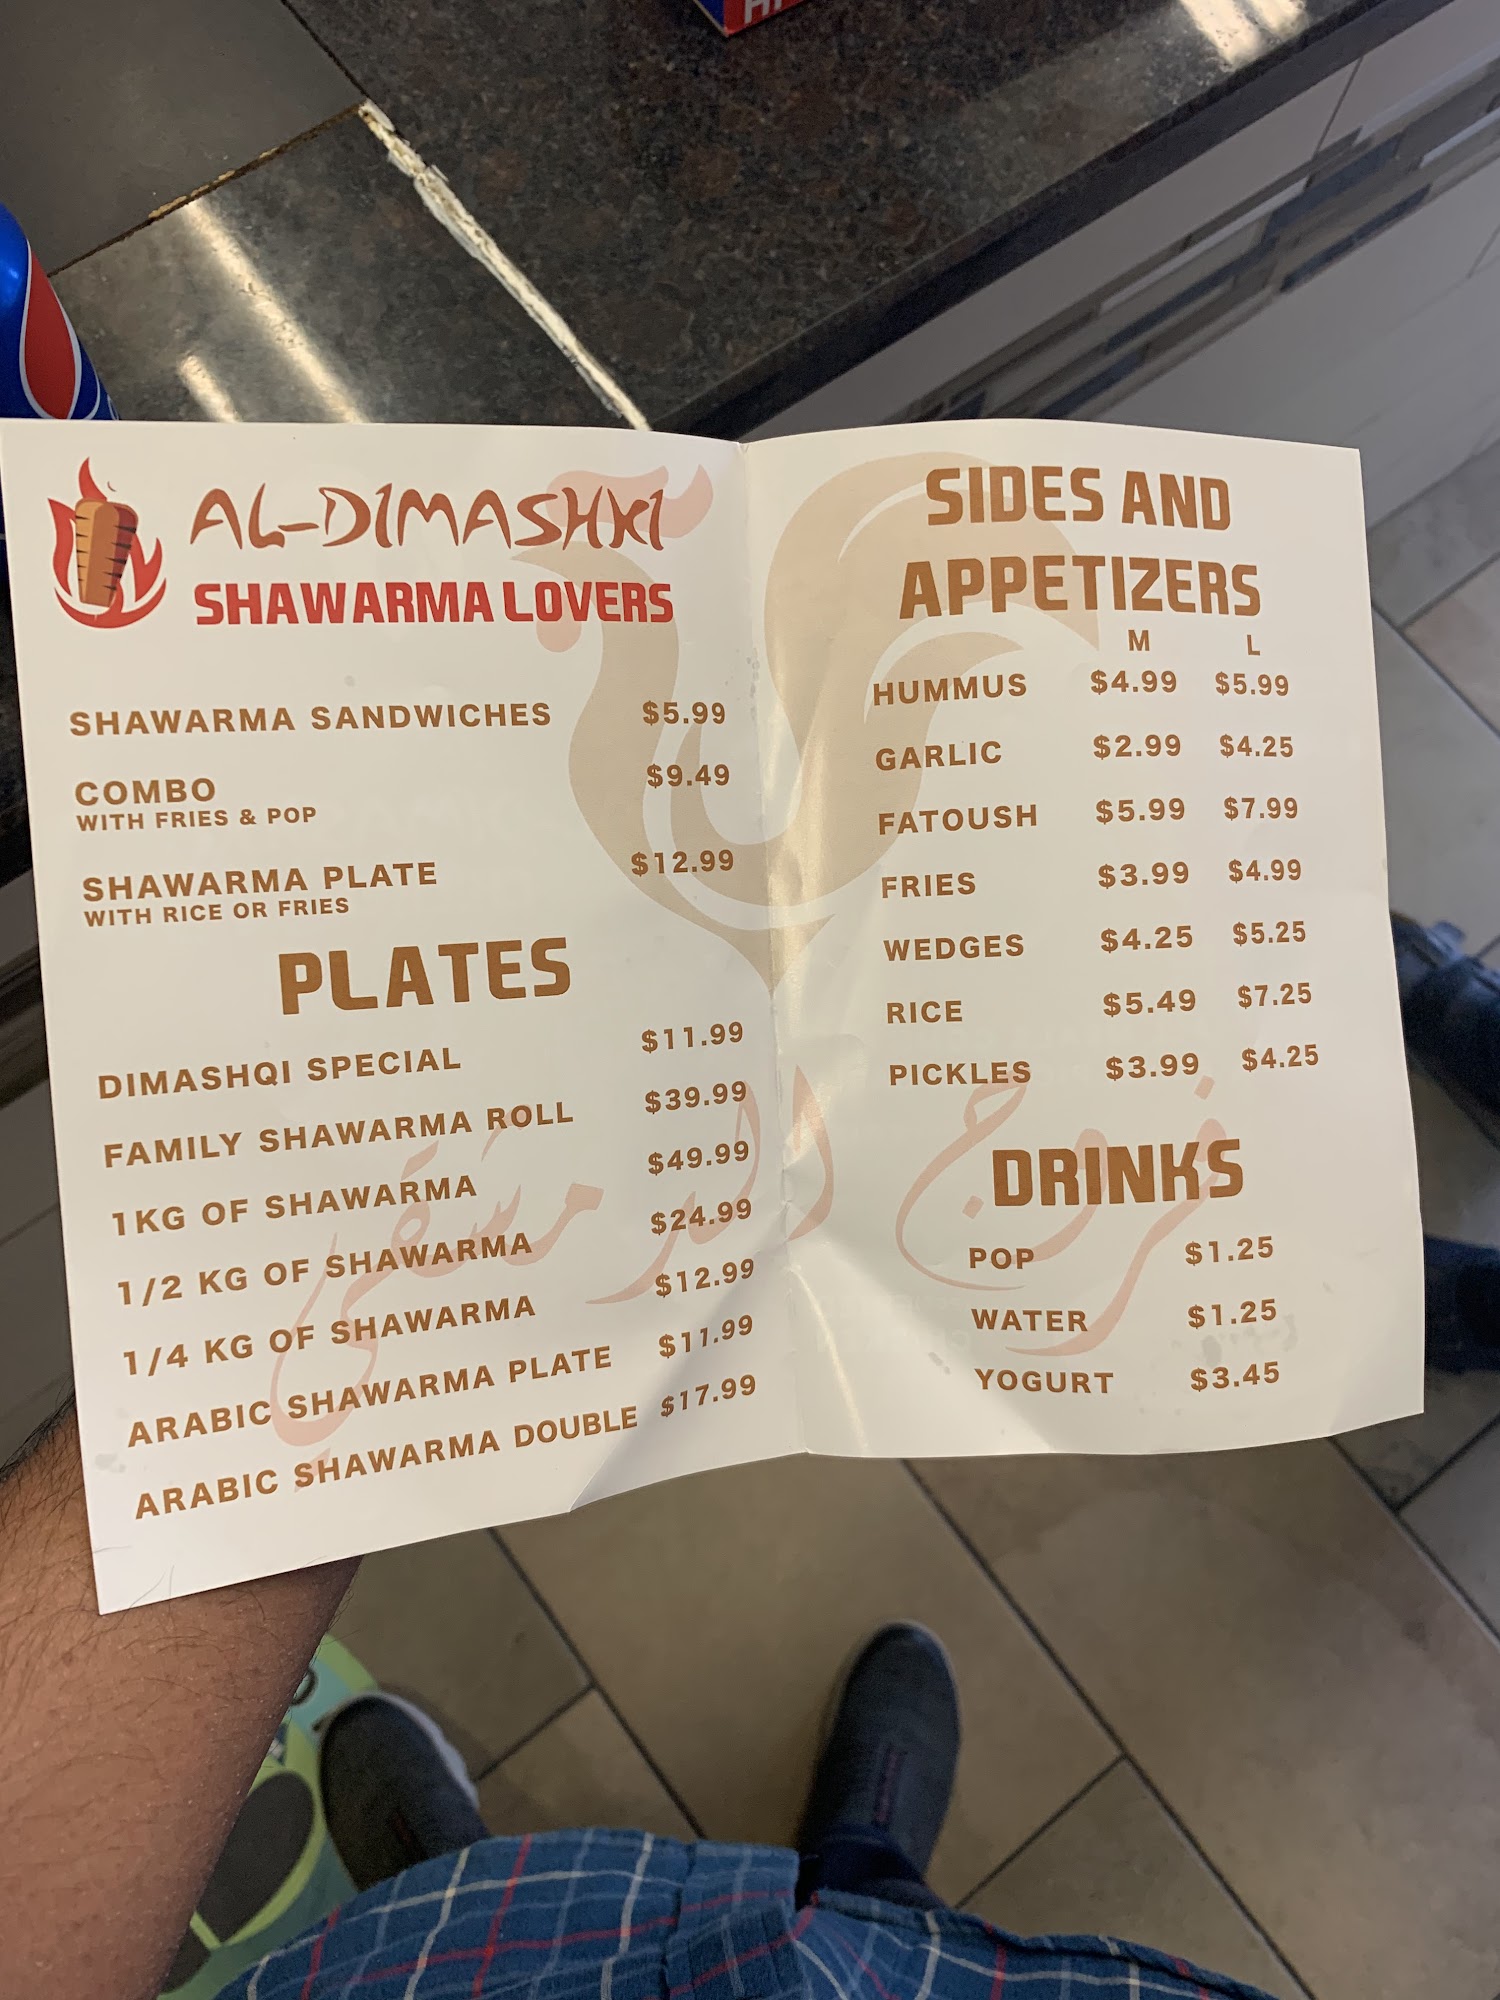 AL-DIMASHKI
SHAWARMA LOVERS
SHAWARMA SANDWICHES $5.99
COMBO $9.49
WITH FRIES & POP
SHAWARMA PLATE $12.99
WITH RICE OR FRIES
PLATES
DIMASHQI SPECIAL $11.99
FAMILY SHAWARMA ROLL $39.99
1KG OF SHAWARMA $49.99
1/2 KG OF SHAWARMA $24.99
1/4 KG OF SHAWARMA $12.99
ARABIC SHAWARMA PLATE $11.99
ARABIC SHAWARMA DOUBLE $17.99
SIDES AND
APPETIZERS
M L
HUMMUS $4.99 $5.99
GARLIC $2.99 $4.25
FATOUSH $5.99 $7.99
FRIES $3.99 $4.99
WEDGES $4.25 $5.25
RICE $5.49 $7.25
PICKLES $3.99 $4.25
DRINKS
POP $1.25
WATER $1.25
YOGURT $3.45
فروج الدمشقي